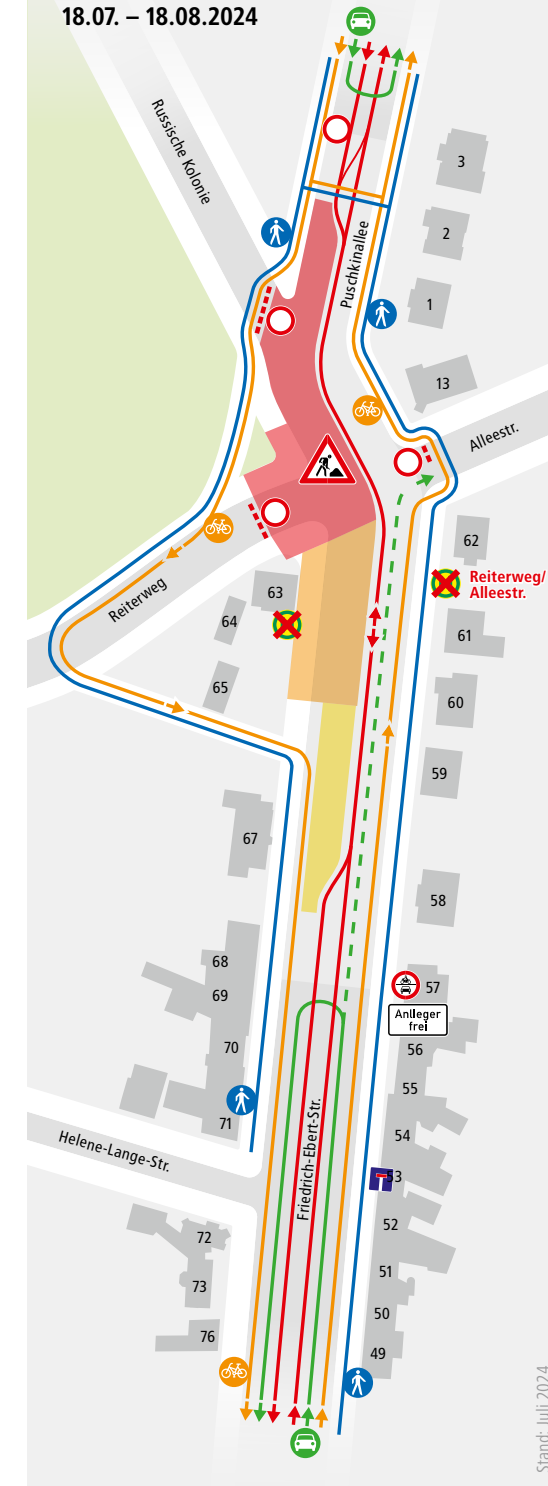 18.07. – 18.08.2024
Russische Kolonie
3
2
Puschkinallee
1
13
Alleestr.
62
Reiterweg/
Alleestr.
Reiterweg
63
64
61
65
60
59
67
58
68
57
69
Anlieger
frei
56
70
55
71
54
Helene-Lange-Str.
53
Friedrich-Ebert-Str.
52
72
51
73
50
76
49
Stand: Juli 2024